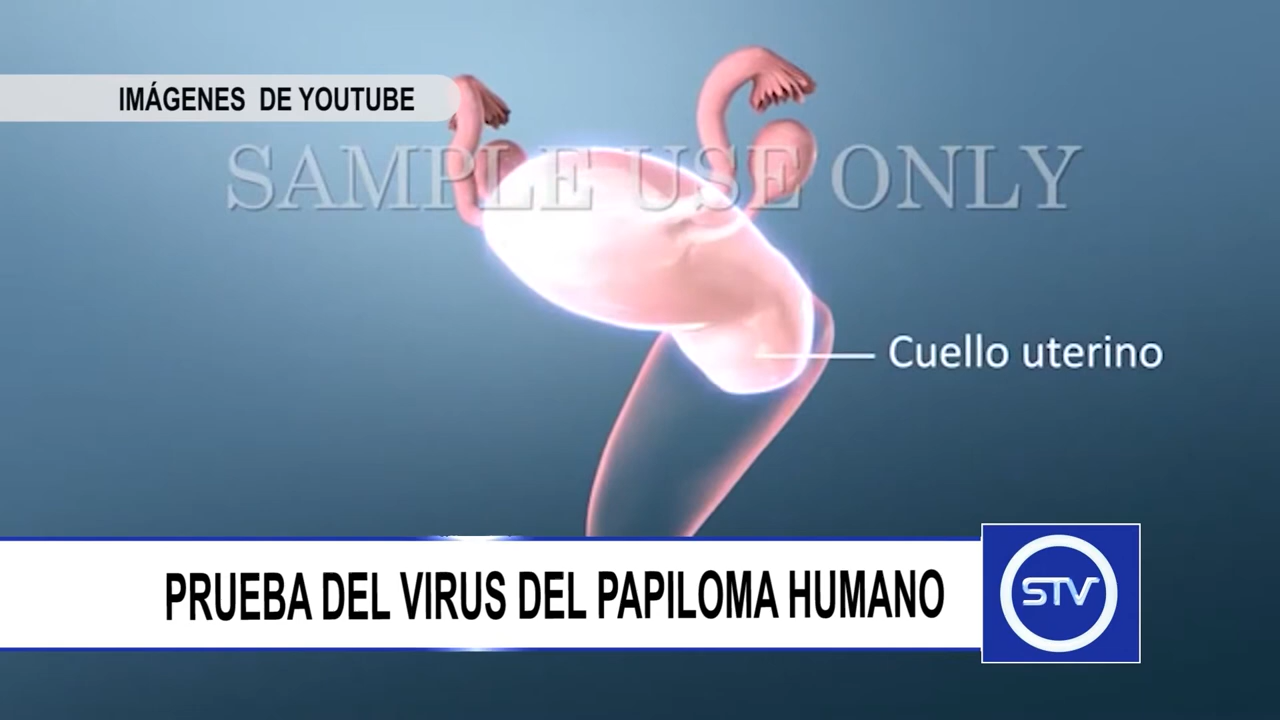 IMÁGENES DE YOUTUBE
SAMPLE USE ONLY
Cuello uterino
PRUEBA DEL VIRUS DEL PAPILOMA HUMANO
STV